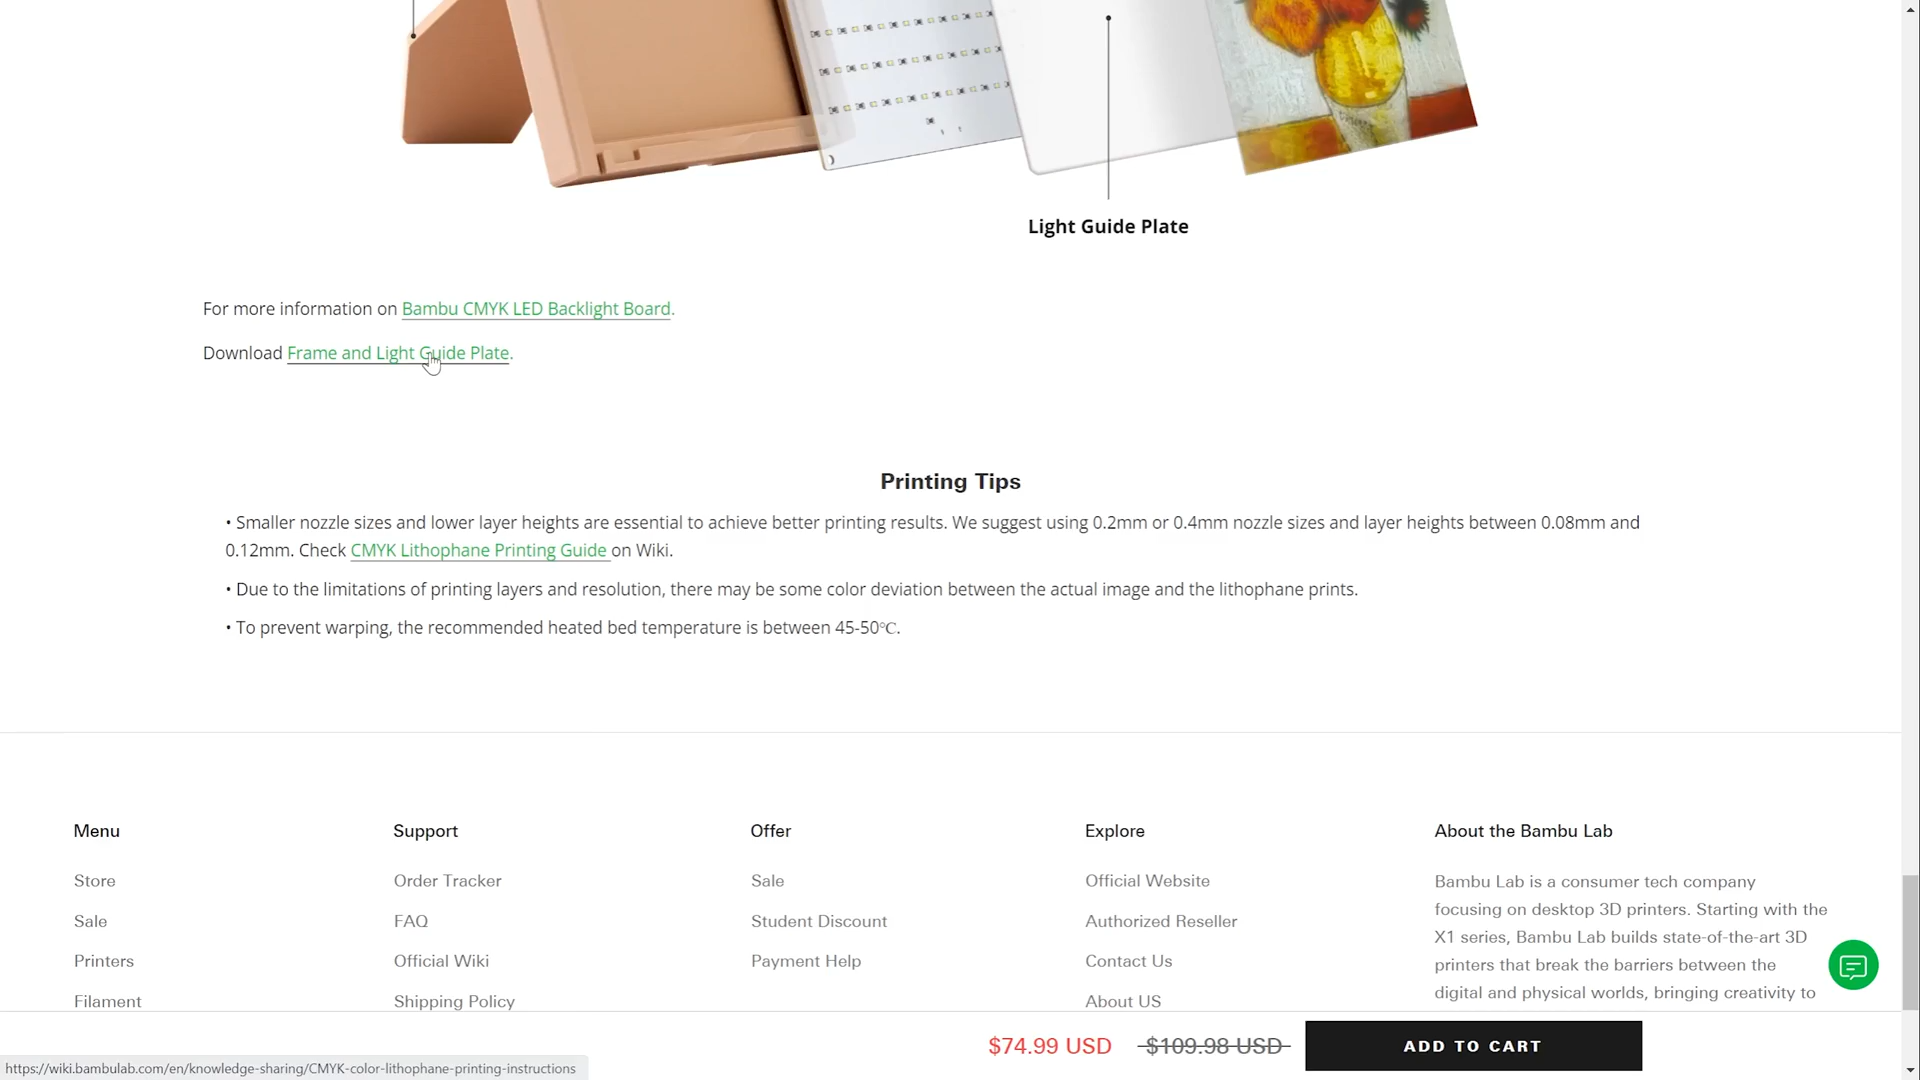 Light Guide Plate
For more information on Bambu CMYK LED Backlight Board.
Download Frame and Light Guide Plate.
Printing Tips
• Smaller nozzle sizes and lower layer heights are essential to achieve better printing results. We suggest using 0.2mm or 0.4mm nozzle sizes and layer heights between 0.08mm and
0.12mm. Check CMYK Lithophane Printing Guide on Wiki.
• Due to the limitations of printing layers and resolution, there may be some color deviation between the actual image and the lithophane prints.
• To prevent warping, the recommended heated bed temperature is between 45-50℃.
Menu
Store
Sale
Printers
Filament
Support
Order Tracker
FAQ
Official Wiki
Shipping Policy
Offer
Sale
Student Discount
Payment Help
Explore
Official Website
Authorized Reseller
Contact Us
About US
About the Bambu Lab
Bambu Lab is a consumer tech company
focusing on desktop 3D printers. Starting with the
X1 series, Bambu Lab builds state-of-the-art 3D
printers that break the barriers between the
digital and physical worlds, bringing creativity to
$74.99 USD $109.98 USD ADD TO CART
https://wiki.bambulab.com/en/knowledge-sharing/CMYK-color-lithophane-printing-instructions